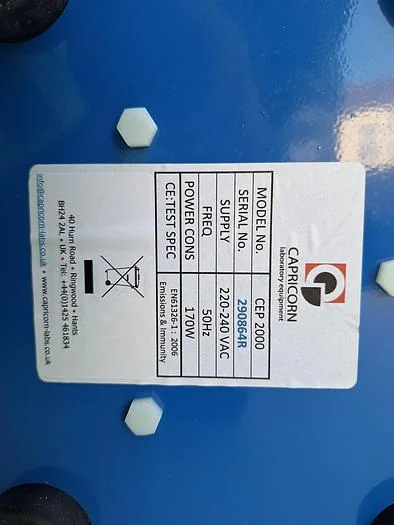 CAPRICORN
laboratory equipment
MODEL No. CEP 2000
SERIAL No. 290864R
SUPPLY 220-240 VAC
FREQ 50Hz
POWER CONS 170W
CE:TEST SPEC EN61326-1 : 2006
Emissions & Immunity
40 Hurn Road • Ringwood • Hants
BH24 2AL • UK • Tel: +44(0)1425 461834
info@capricorn-labs.co.uk • www.capricorn-labs.co.uk